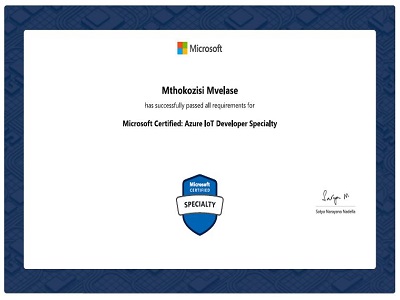 Microsoft
Mthokozisi Mvelase
has successfully passed all requirements for
Microsoft Certified: Azure IoT Developer Specialty
Microsoft
CERTIFIED
SPECIALTY
Satya N
Satya Narayana Nadella